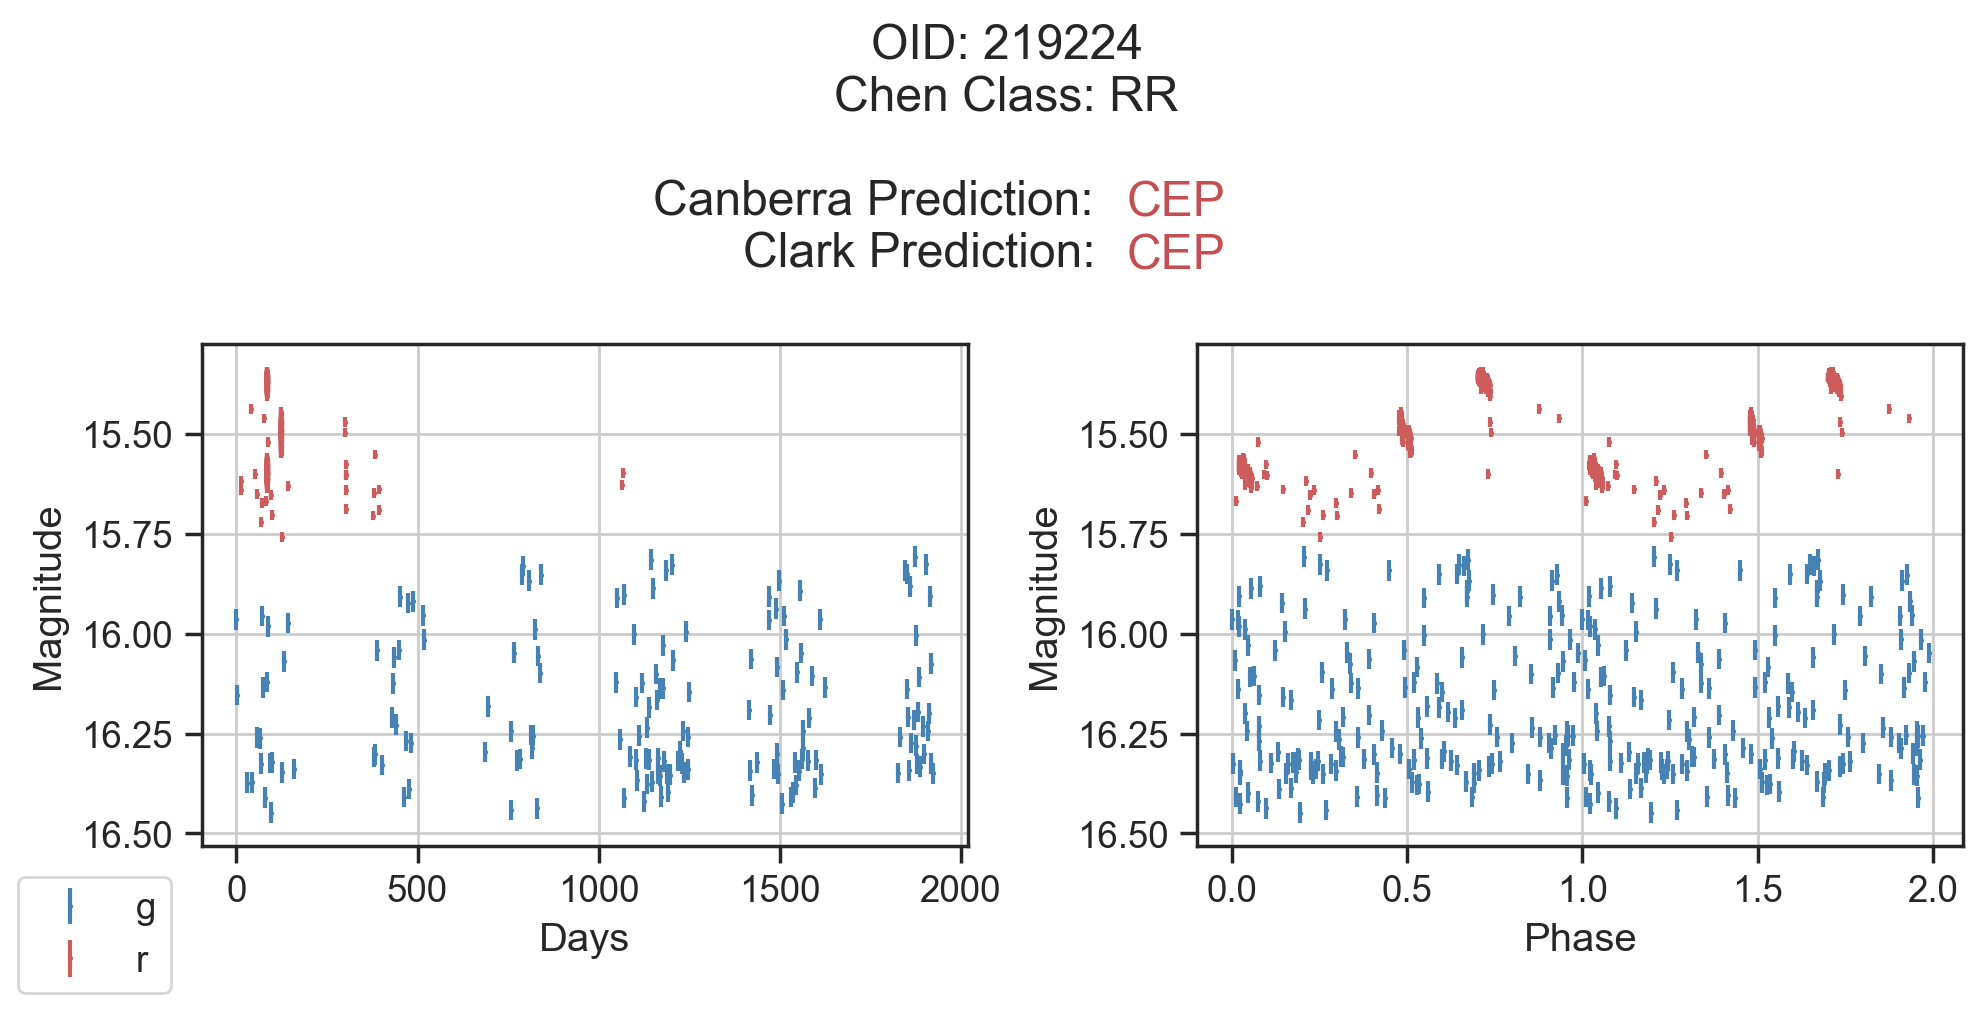 OID: 219224
Chen Class: RR
Canberra Prediction: CEP
Clark Prediction: CEP
Magnitude
15.50
15.75
16.00
16.25
16.50
0
500
1000
1500
2000
Days
Magnitude
15.50
15.75
16.00
16.25
16.50
0.0
0.5
1.0
1.5
2.0
Phase
g
r